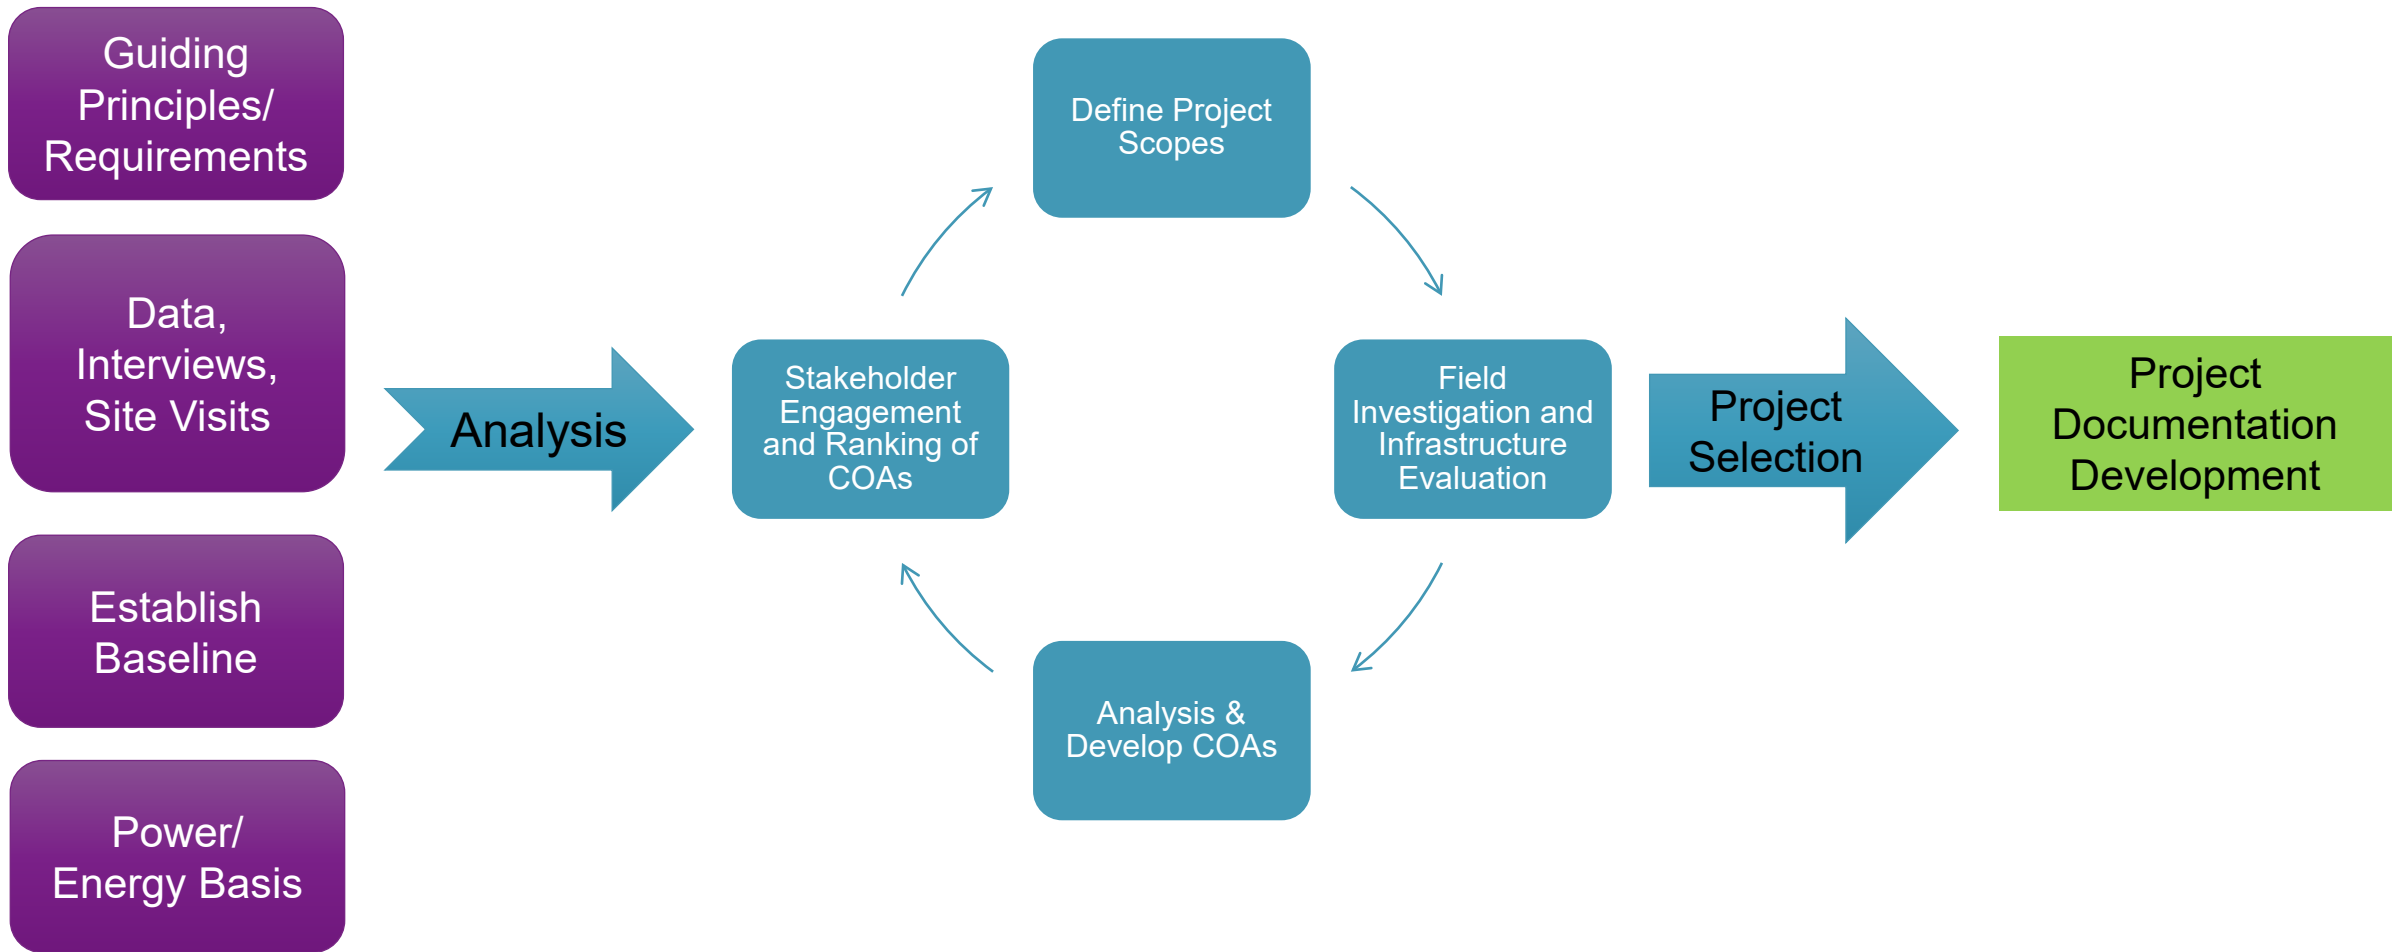 Guiding
Principles/
Requirements
Data,
Interviews,
Site Visits
Establish
Baseline
Power/
Energy Basis
Analysis
Define Project
Scopes
Stakeholder
Engagement
and Ranking of
COAs
Field
Investigation and
Infrastructure
Evaluation
Analysis &
Develop COAs
Project
Selection
Project
Documentation
Development